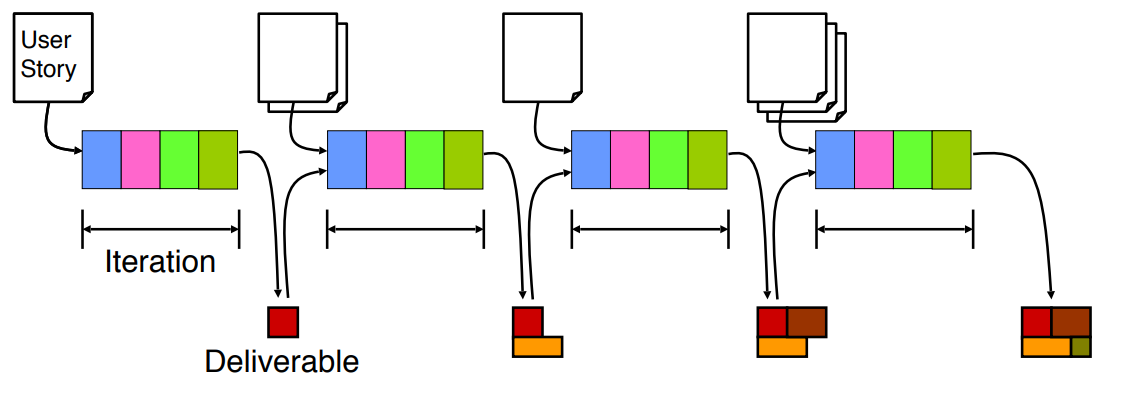 User
Story
Iteration
Deliverable